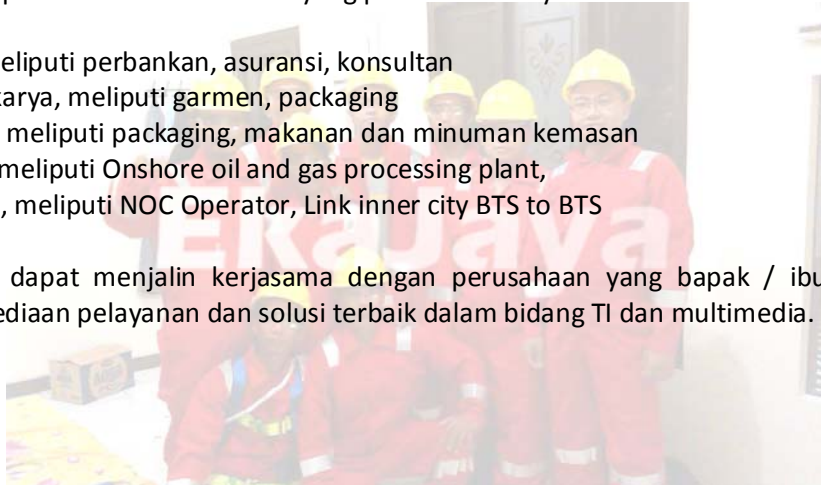 eliputi perbankan, asuransi, konsultan
karya, meliputi garmen, packaging
meliputi packaging, makanan dan minuman kemasan
meliputi Onshore oil and gas processing plant,
, meliputi NOC Operator, Link inner city BTS to BTS
dapat menjalin kerjasama dengan perusahaan yang bapak / ibu
ediaan pelayanan dan solusi terbaik dalam bidang TI dan multimedia.
EkaJava